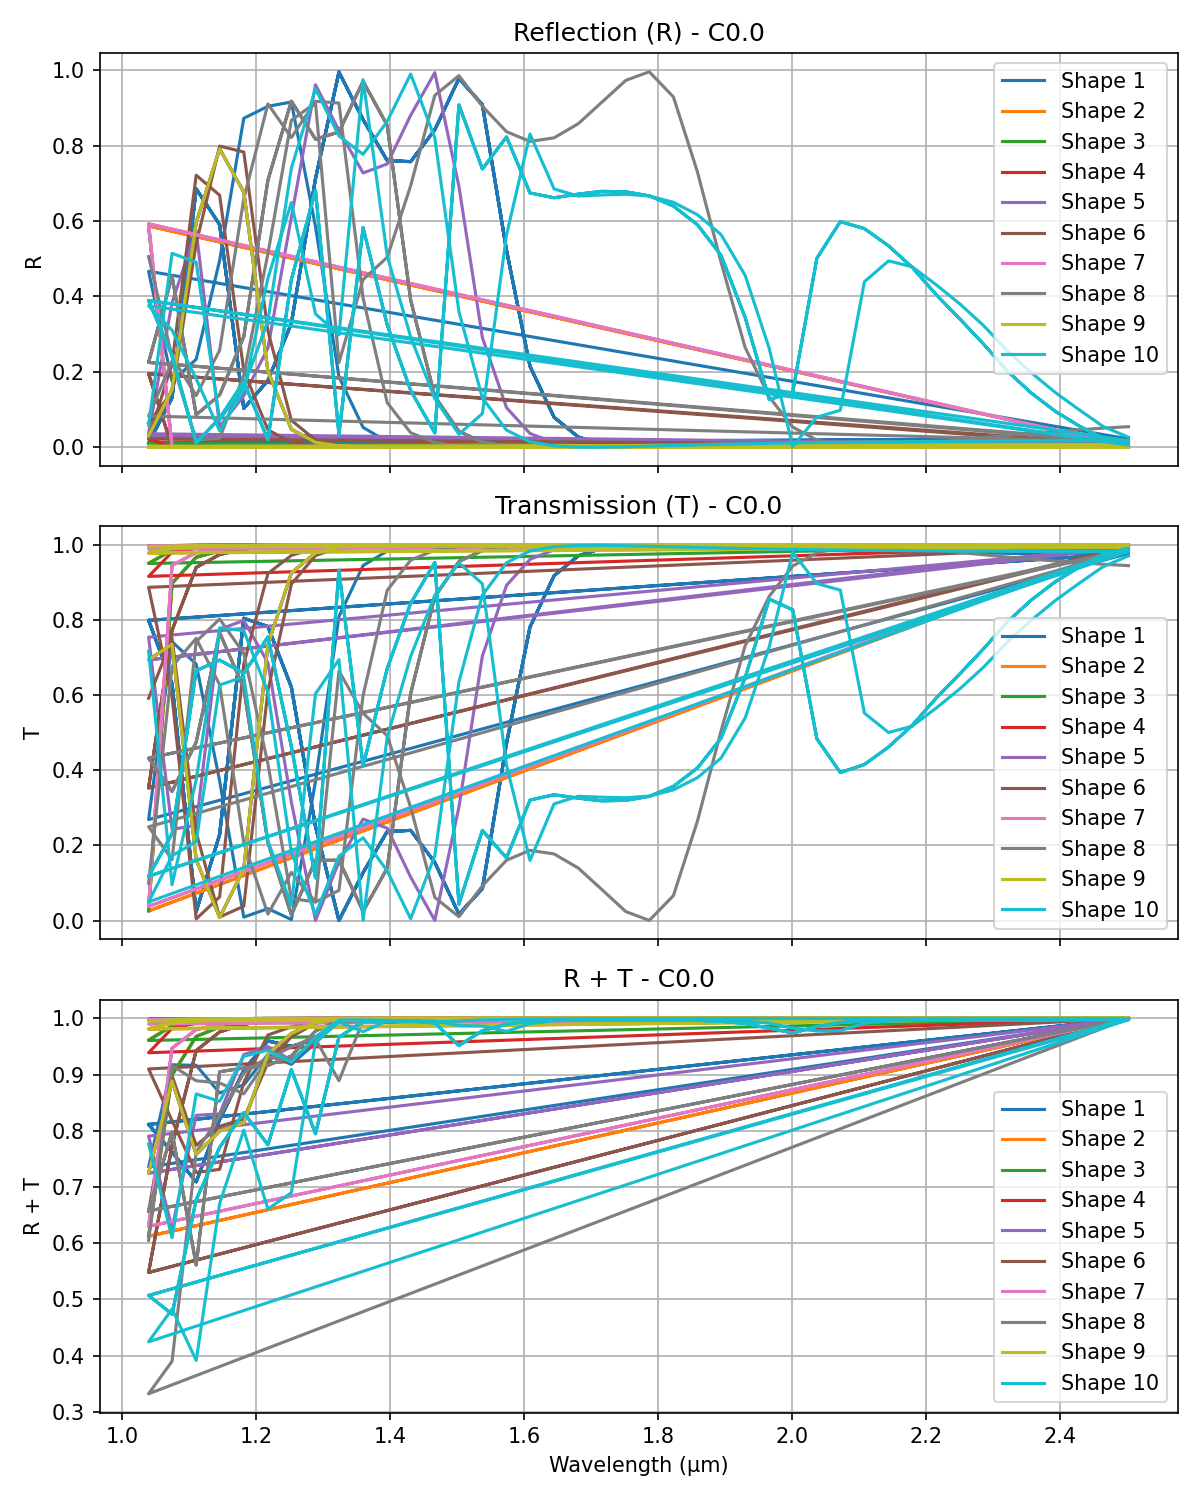 Reflection (R) - C0.0
1.0
0.8
0.6
0.4
0.2
0.0
R
Shape 1
Shape 2
Shape 3
Shape 4
Shape 5
Shape 6
Shape 7
Shape 8
Shape 9
Shape 10
Transmission (T) - C0.0
1.0
0.8
0.6
0.4
0.2
0.0
T
Shape 1
Shape 2
Shape 3
Shape 4
Shape 5
Shape 6
Shape 7
Shape 8
Shape 9
Shape 10
R + T - C0.0
1.0
0.9
0.8
0.7
0.6
0.5
0.4
0.3
R + T
Shape 1
Shape 2
Shape 3
Shape 4
Shape 5
Shape 6
Shape 7
Shape 8
Shape 9
Shape 10
1.0 1.2 1.4 1.6 1.8 2.0 2.2 2.4
Wavelength (μm)